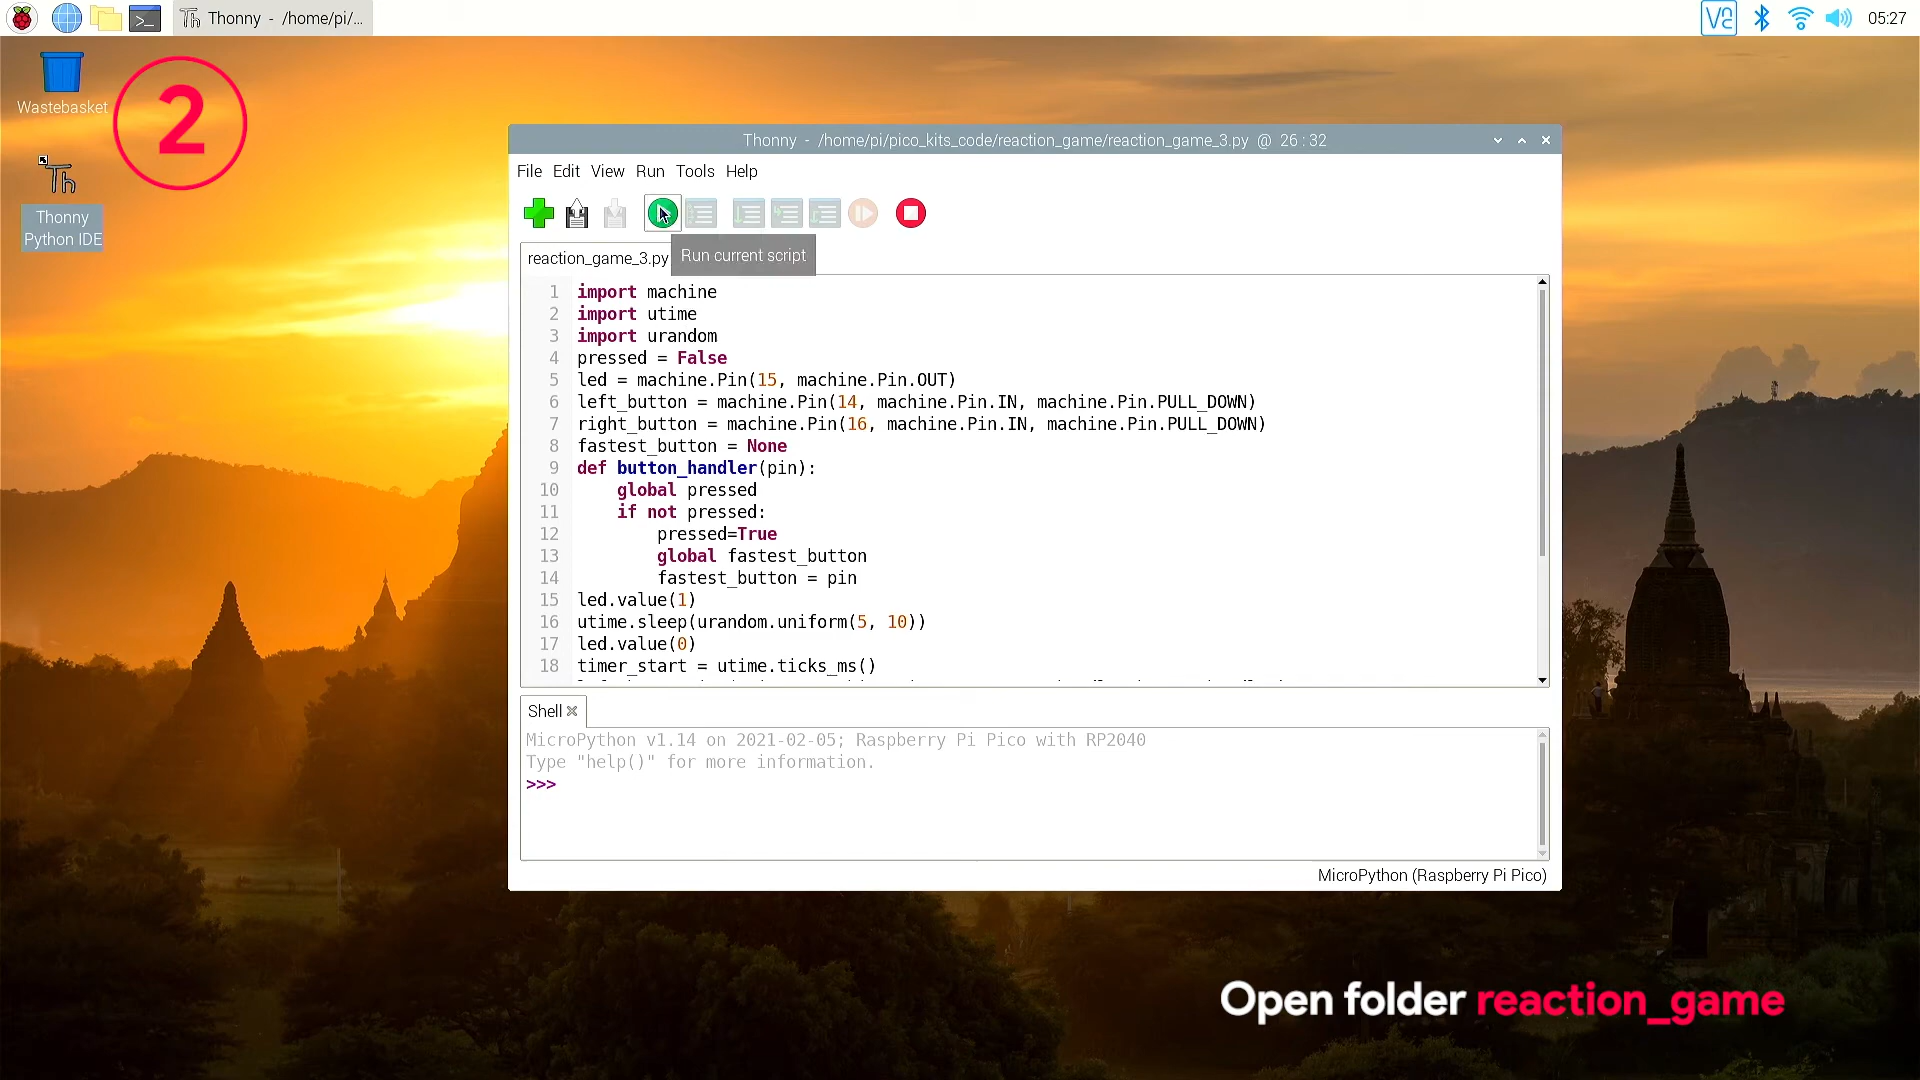 Thonny - /home/pi/...
05:27
Wastebasket
2
Thonny
Python IDE
Thonny - /home/pi/pico_kits_code/reaction_game/reaction_game_3.py @ 26 : 32
File Edit View Run Tools Help
reaction_game_3.py
Run current script
1 import machine
2 import utime
3 import urandom
4 pressed = False
5 led = machine.Pin(15, machine.Pin.OUT)
6 left_button = machine.Pin(14, machine.Pin.IN, machine.Pin.PULL_DOWN)
7 right_button = machine.Pin(16, machine.Pin.IN, machine.Pin.PULL_DOWN)
8 fastest_button = None
9 def button_handler(pin):
10     global pressed
11     if not pressed:
12         pressed=True
13         global fastest_button
14         fastest_button = pin
15 led.value(1)
16 utime.sleep(urandom.uniform(5, 10))
17 led.value(0)
18 timer_start = utime.ticks_ms()
Shell
MicroPython v1.14 on 2021-02-05; Raspberry Pi Pico with RP2040
Type "help()" for more information.
>>>
MicroPython (Raspberry Pi Pico)
Open folder reaction_game